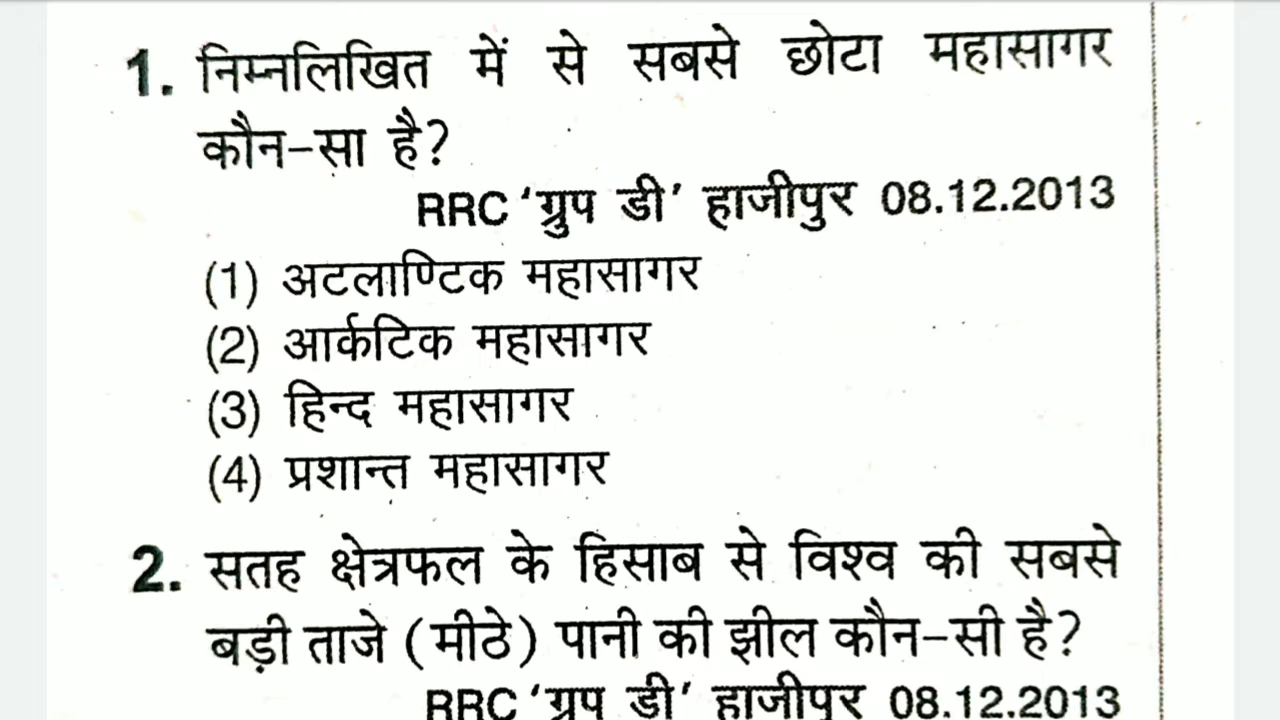 1. निम्नलिखित में से सबसे छोटा महासागर
कौन-सा है?
RRC 'ग्रुप डी' हाजीपुर 08.12.2013
(1) अटलाण्टिक महासागर
(2) आर्कटिक महासागर
(3) हिन्द महासागर
(4) प्रशान्त महासागर
2. सतह क्षेत्रफल के हिसाब से विश्व की सबसे
बड़ी ताजे (मीठे) पानी की झील कौन-सी है?
RRC 'ग्रुप डी' हाजीपुर 08.12.2013